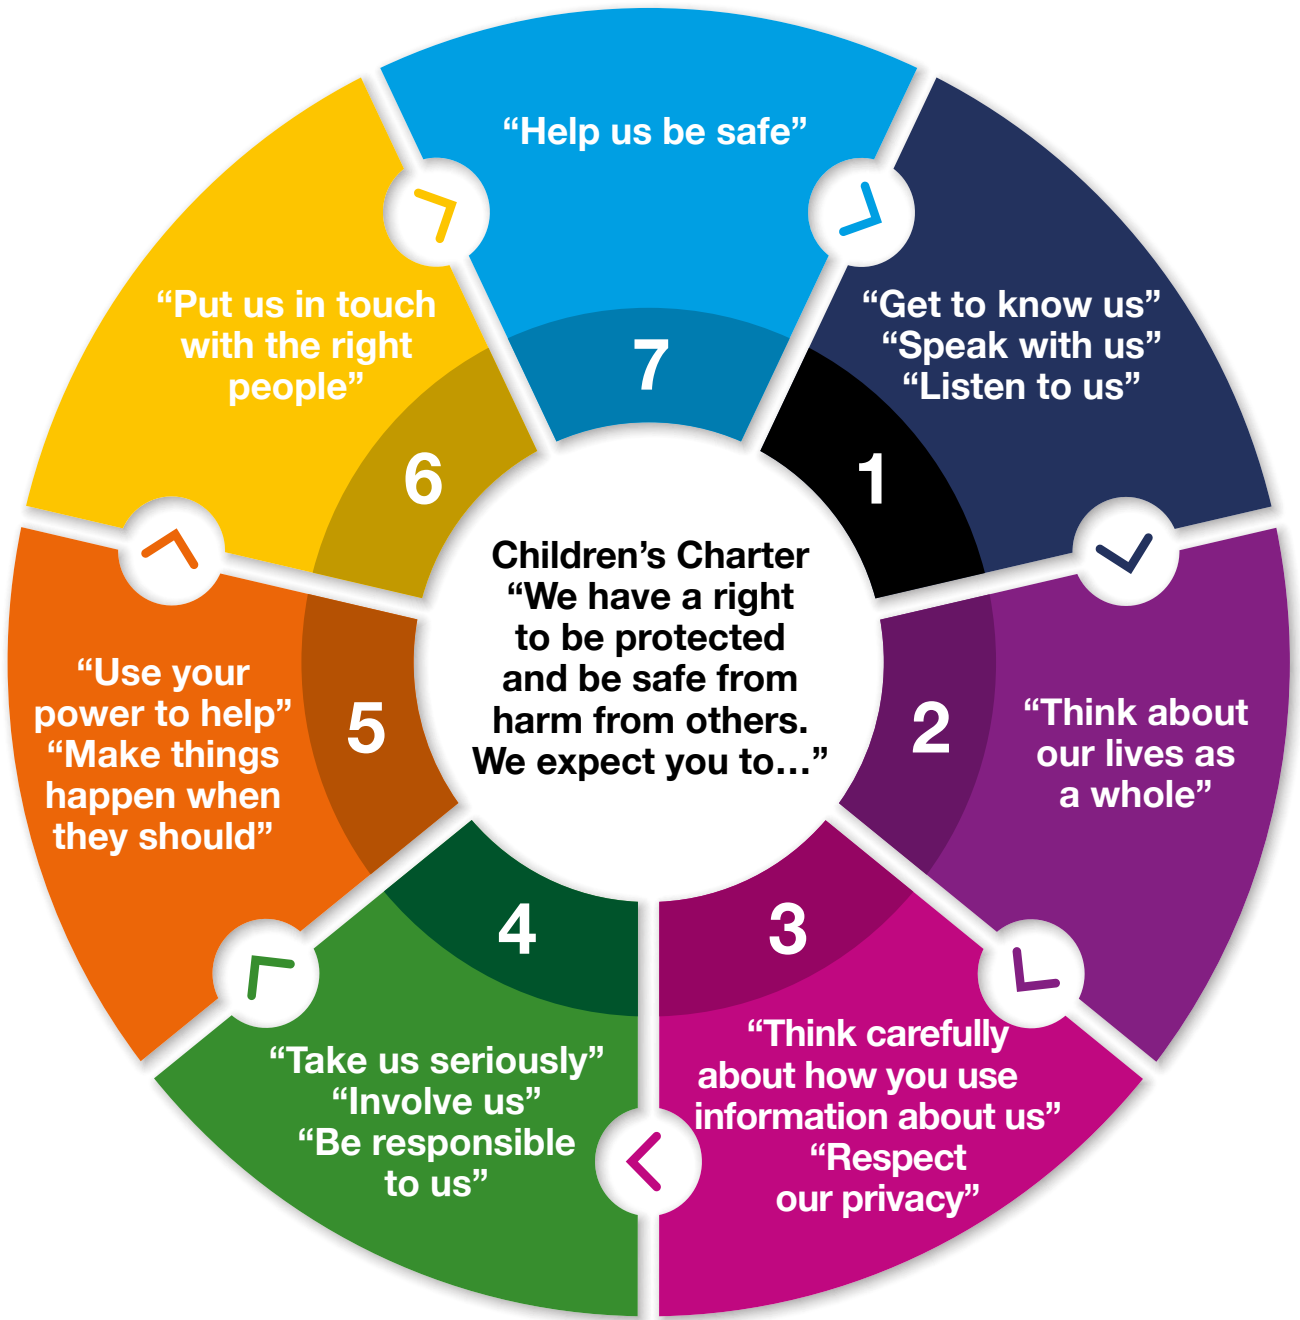 Children’s Charter
“We have a right
to be protected
and be safe from
harm from others.
We expect you to...”
1
“Get to know us”
“Speak with us”
“Listen to us”
2
“Think about
our lives as
a whole”
3
“Think carefully
about how you use
information about us”
“Respect
our privacy”
4
“Take us seriously”
“Involve us”
“Be responsible
to us”
5
“Use your
power to help”
“Make things
happen when
they should”
6
“Put us in touch
with the right
people”
7
“Help us be safe”